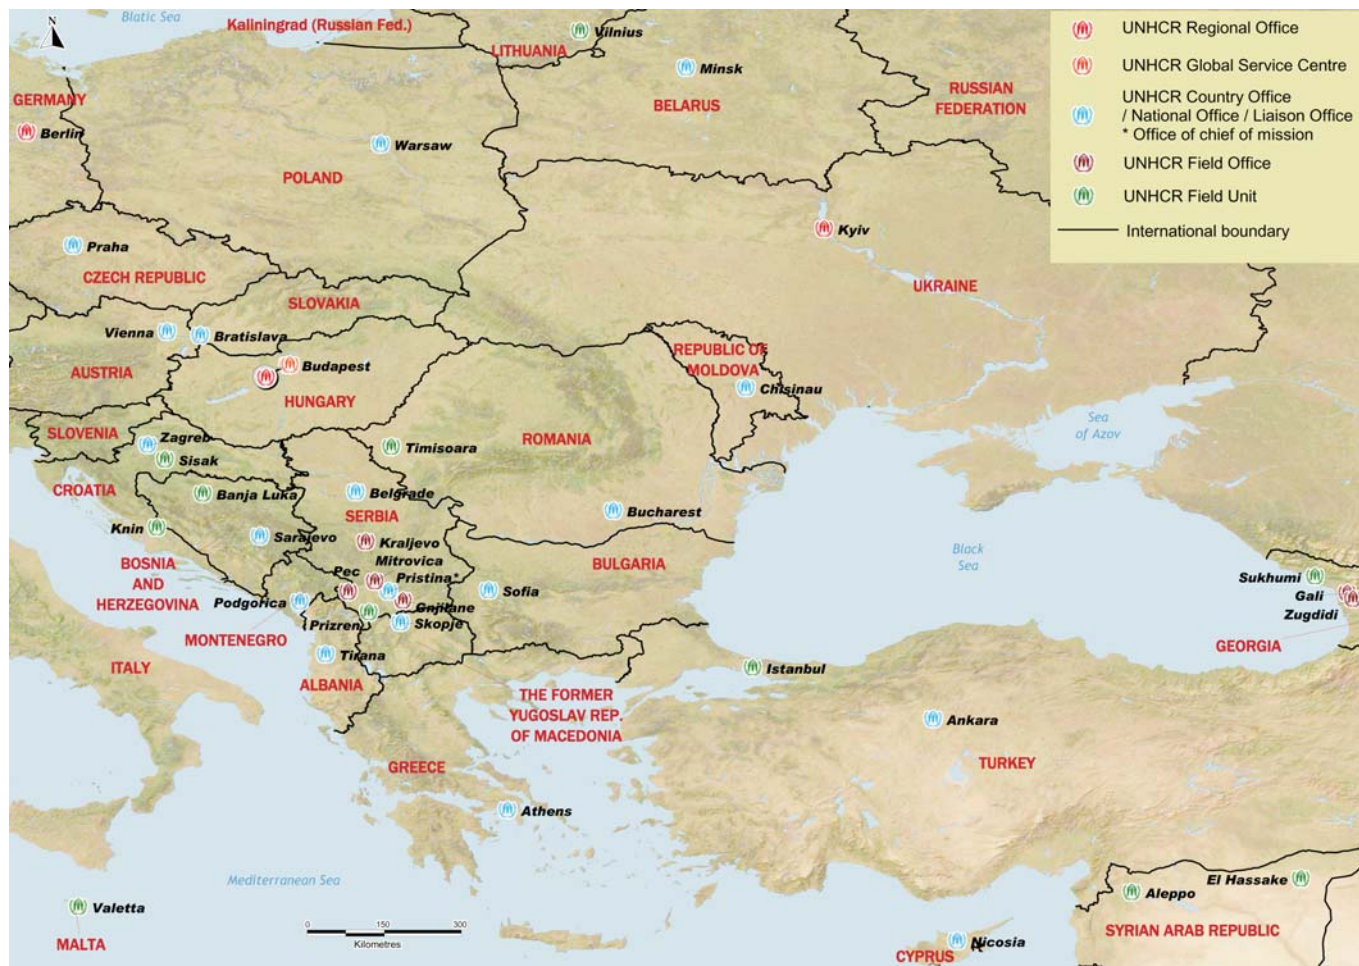 Blatic Sea
Kaliningrad (Russian Fed.)
N
LITHUANIA
Vilnius
Minsk
BELARUS
RUSSIAN
FEDERATION
UNHCR Regional Office
UNHCR Global Service Centre
UNHCR Country Office
/ National Office / Liaison Office
* Office of chief of mission
UNHCR Field Office
UNHCR Field Unit
International boundary
GERMANY
Berlin
Warsaw
POLAND
Kyiv
UKRAINE
Praha
CZECH REPUBLIC
SLOVAKIA
Vienna
Bratislava
AUSTRIA
Budapest
HUNGARY
REPUBLIC OF
MOLDOVA
Chisinau
Sea
of Azov
SLOVENIA
Zagreb
Sisak
Timisoara
ROMANIA
CROATIA
Banja Luka
Belgrade
SERBIA
Bucharest
Knin
Sarajevo
Kraljevo
BOSNIA
AND
HERZEGOVINA
Mitrovica
Pec
Pristina*
BULGARIA
Black
Sea
Sofia
Podgorica
Gnjilane
Prizren
Skopje
MONTENEGRO
Sukhumi
Gali
Zugdidi
GEORGIA
ITALY
Tirana
ALBANIA
Istanbul
THE FORMER
YUGOSLAV REP.
OF MACEDONIA
Ankara
TURKEY
GREECE
Athens
Mediterranean Sea
Valetta
MALTA
0 150 300
Kilometres
El Hassake
Aleppo
SYRIAN ARAB REPUBLIC
Nicosia
CYPRUS